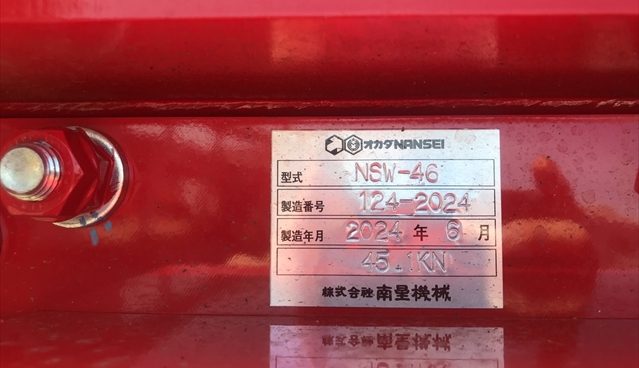 オカダNANSEI
型式 NSW-46
製造番号 124-2024
製造年月 2024 年 6 月
45.1KN
株式会社 南星機械